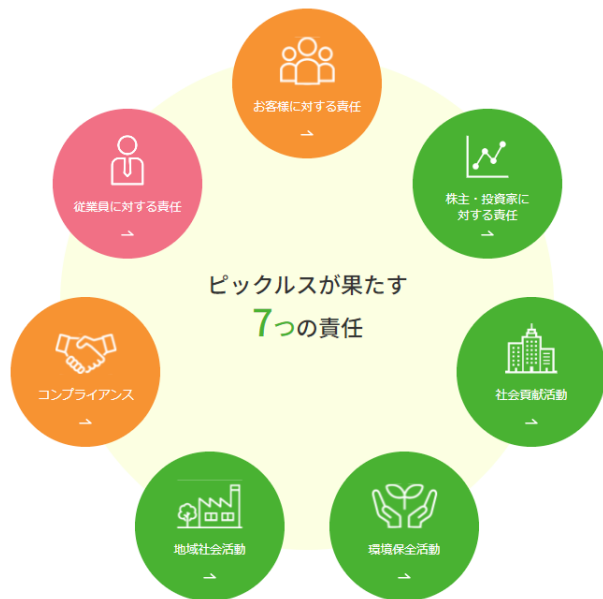 お客様に対する責任
株主・投資家に
対する責任
従業員に対する責任
ピックルスが果たす
7つの責任
コンプライアンス
社会貢献活動
地域社会活動
環境保全活動